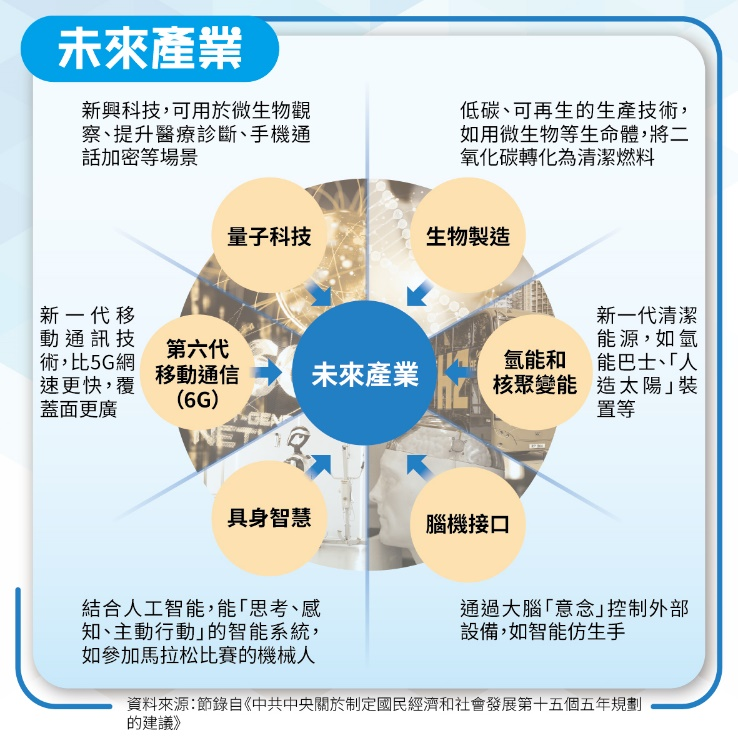 未來產業
新興科技，可用於微生物觀
察、提升醫療診斷、手機通
話加密等場景
低碳、可再生的生產技術，
如用微生物等生命體，將二
氧化碳轉化為清潔燃料
量子科技
生物製造
新一代移
動通訊技
術，比5G網
速更快，覆
蓋面更廣
第六代
移動通信
（6G）
未來產業
氫能和
核聚變能
新一代清潔
能源，如氫
能巴士、「人
造太陽」裝
置等
具身智慧
腦機接口
結合人工智能，能「思考、感
知、主動行動」的智能系統，
如參加馬拉松比賽的機械人
通過大腦「意念」控制外部
設備，如智能仿生手
資料來源：節錄自《中共中央關於制定國民經濟和社會發展第十五個五年規劃
的建議》